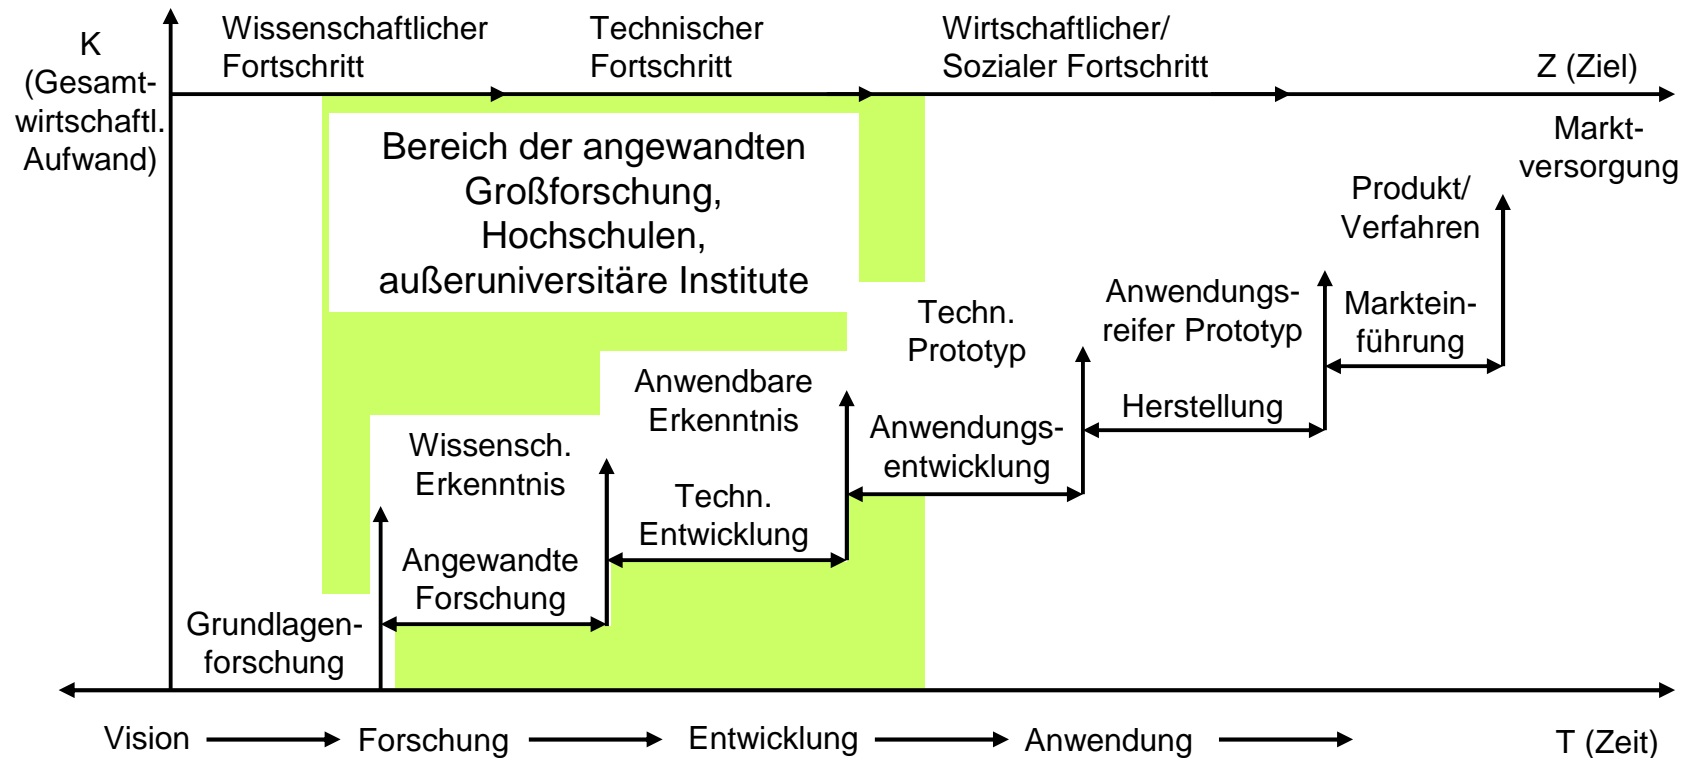 K
(Gesamt-
wirtschaftl.
Aufwand)
Wissenschaftlicher
Fortschritt
Technischer
Fortschritt
Wirtschaftlicher/
Sozialer Fortschritt
Z (Ziel)
Markt-
versorgung
Bereich der angewandten
Großforschung,
Hochschulen,
außeruniversitäre Institute
Produkt/
Verfahren
Anwendungs-
reifer Prototyp
Markteln-
führung
Techn.
Prototyp
Herstellung
Anwendbare
Erkenntnis
Anwendungs-
entwicklung
Wissensch.
Erkenntnis
Techn.
Entwicklung
Angewandte
Forschung
Grundlagen-
forschung
Vision
Forschung
Entwicklung
Anwendung
T (Zeit)